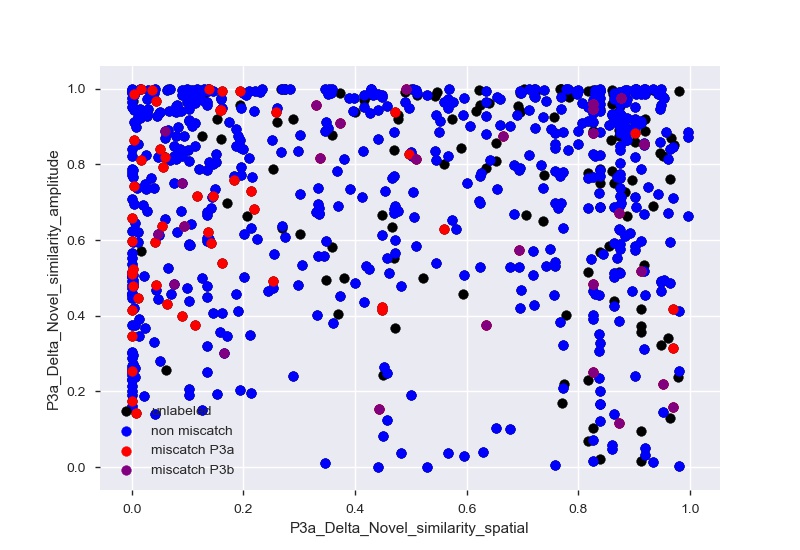 P3a_Delta_Novel_similarity_amplitude
1.0
0.8
0.6
0.4
0.2
0.0
unlabeled
non miscatch
miscatch P3a
miscatch P3b
0.0 0.2 0.4 0.6 0.8 1.0
P3a_Delta_Novel_similarity_spatial